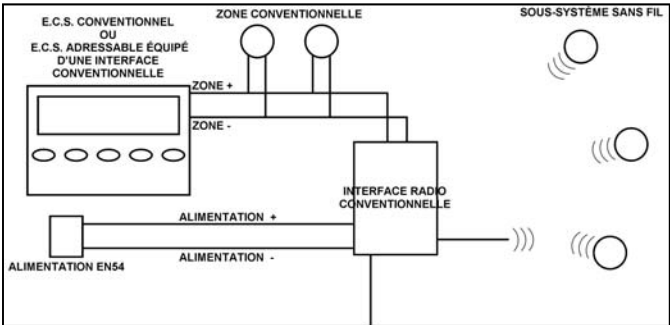 E.C.S. CONVENTIONNEL
OU
E.C.S. ADRESSABLE ÉQUIPÉ
D'UNE INTERFACE
CONVENTIONNELLE
ZONE CONVENTIONNELLE
SOUS-SYSTÈME SANS FIL
ZONE +
ZONE -
INTERFACE RADIO
CONVENTIONNELLE
ALIMENTATION +
ALIMENTATION -
ALIMENTATION EN54